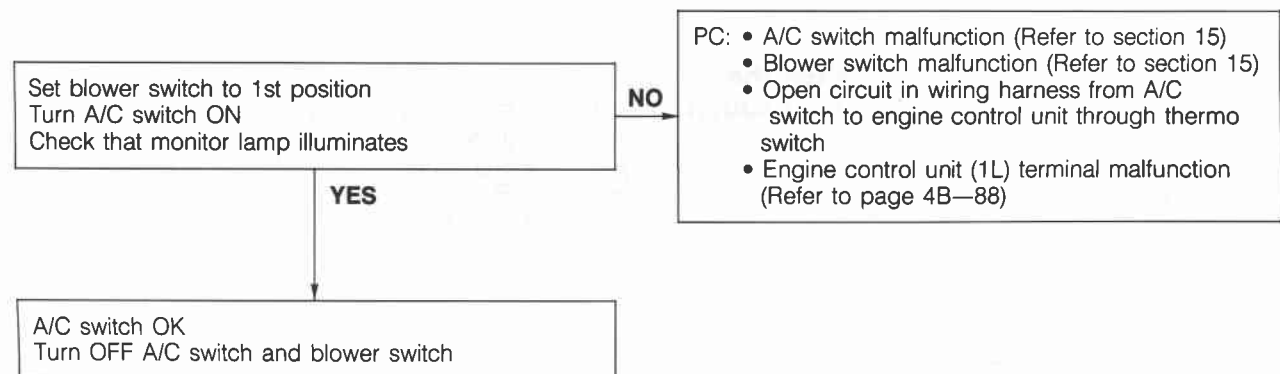 Set blower switch to 1st position
Turn A/C switch ON
Check that monitor lamp illuminates
NO
PC: • A/C switch malfunction (Refer to section 15)
• Blower switch malfunction (Refer to section 15)
• Open circuit in wiring harness from A/C
switch to engine control unit through thermo
switch
• Engine control unit (1L) terminal malfunction
(Refer to page 4B—88)
YES
A/C switch OK
Turn OFF A/C switch and blower switch